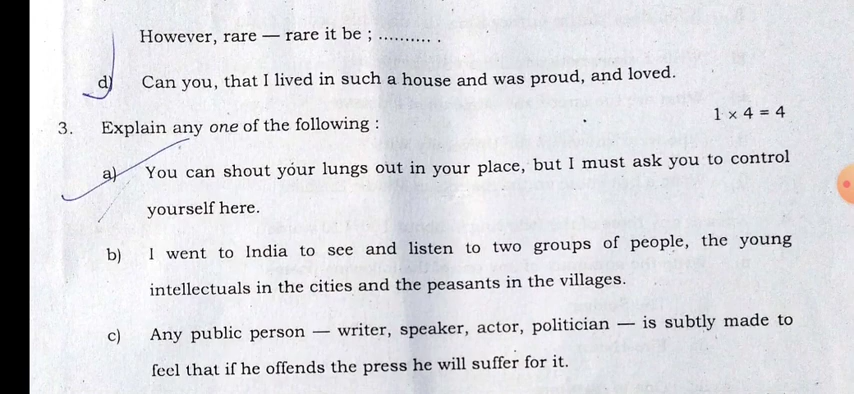 However, rare — rare it be ; .......... .
d) Can you, that I lived in such a house and was proud, and loved.
3. Explain any one of the following : 1 × 4 = 4
a) You can shout your lungs out in your place, but I must ask you to control
yourself here.
b) I went to India to see and listen to two groups of people, the young
intellectuals in the cities and the peasants in the villages.
c) Any public person — writer, speaker, actor, politician — is subtly made to
feel that if he offends the press he will suffer for it.